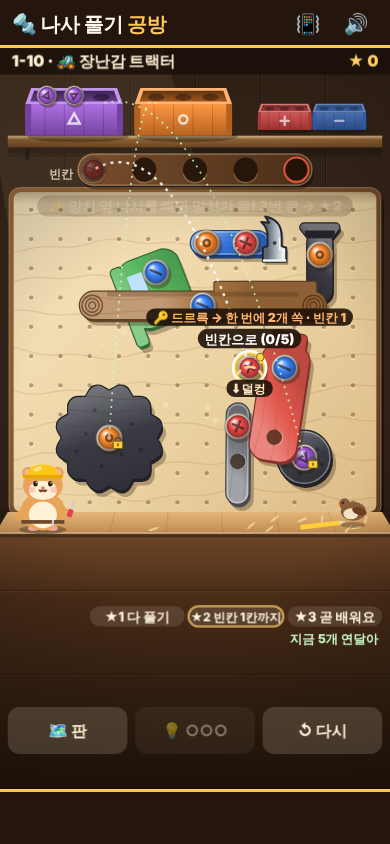 나사 풀기 공방
1-10 · 장난감 트랙터 ★ 0
빈칸
드르륵 → 한 번에 2개 쏙 · 빈칸 1
빈칸으로 (0/5)
⬇덜컹
★1 다 풀기 ★2 빈칸 1칸까지 ★3 곧 배워요
지금 5개 연달아
판 다시